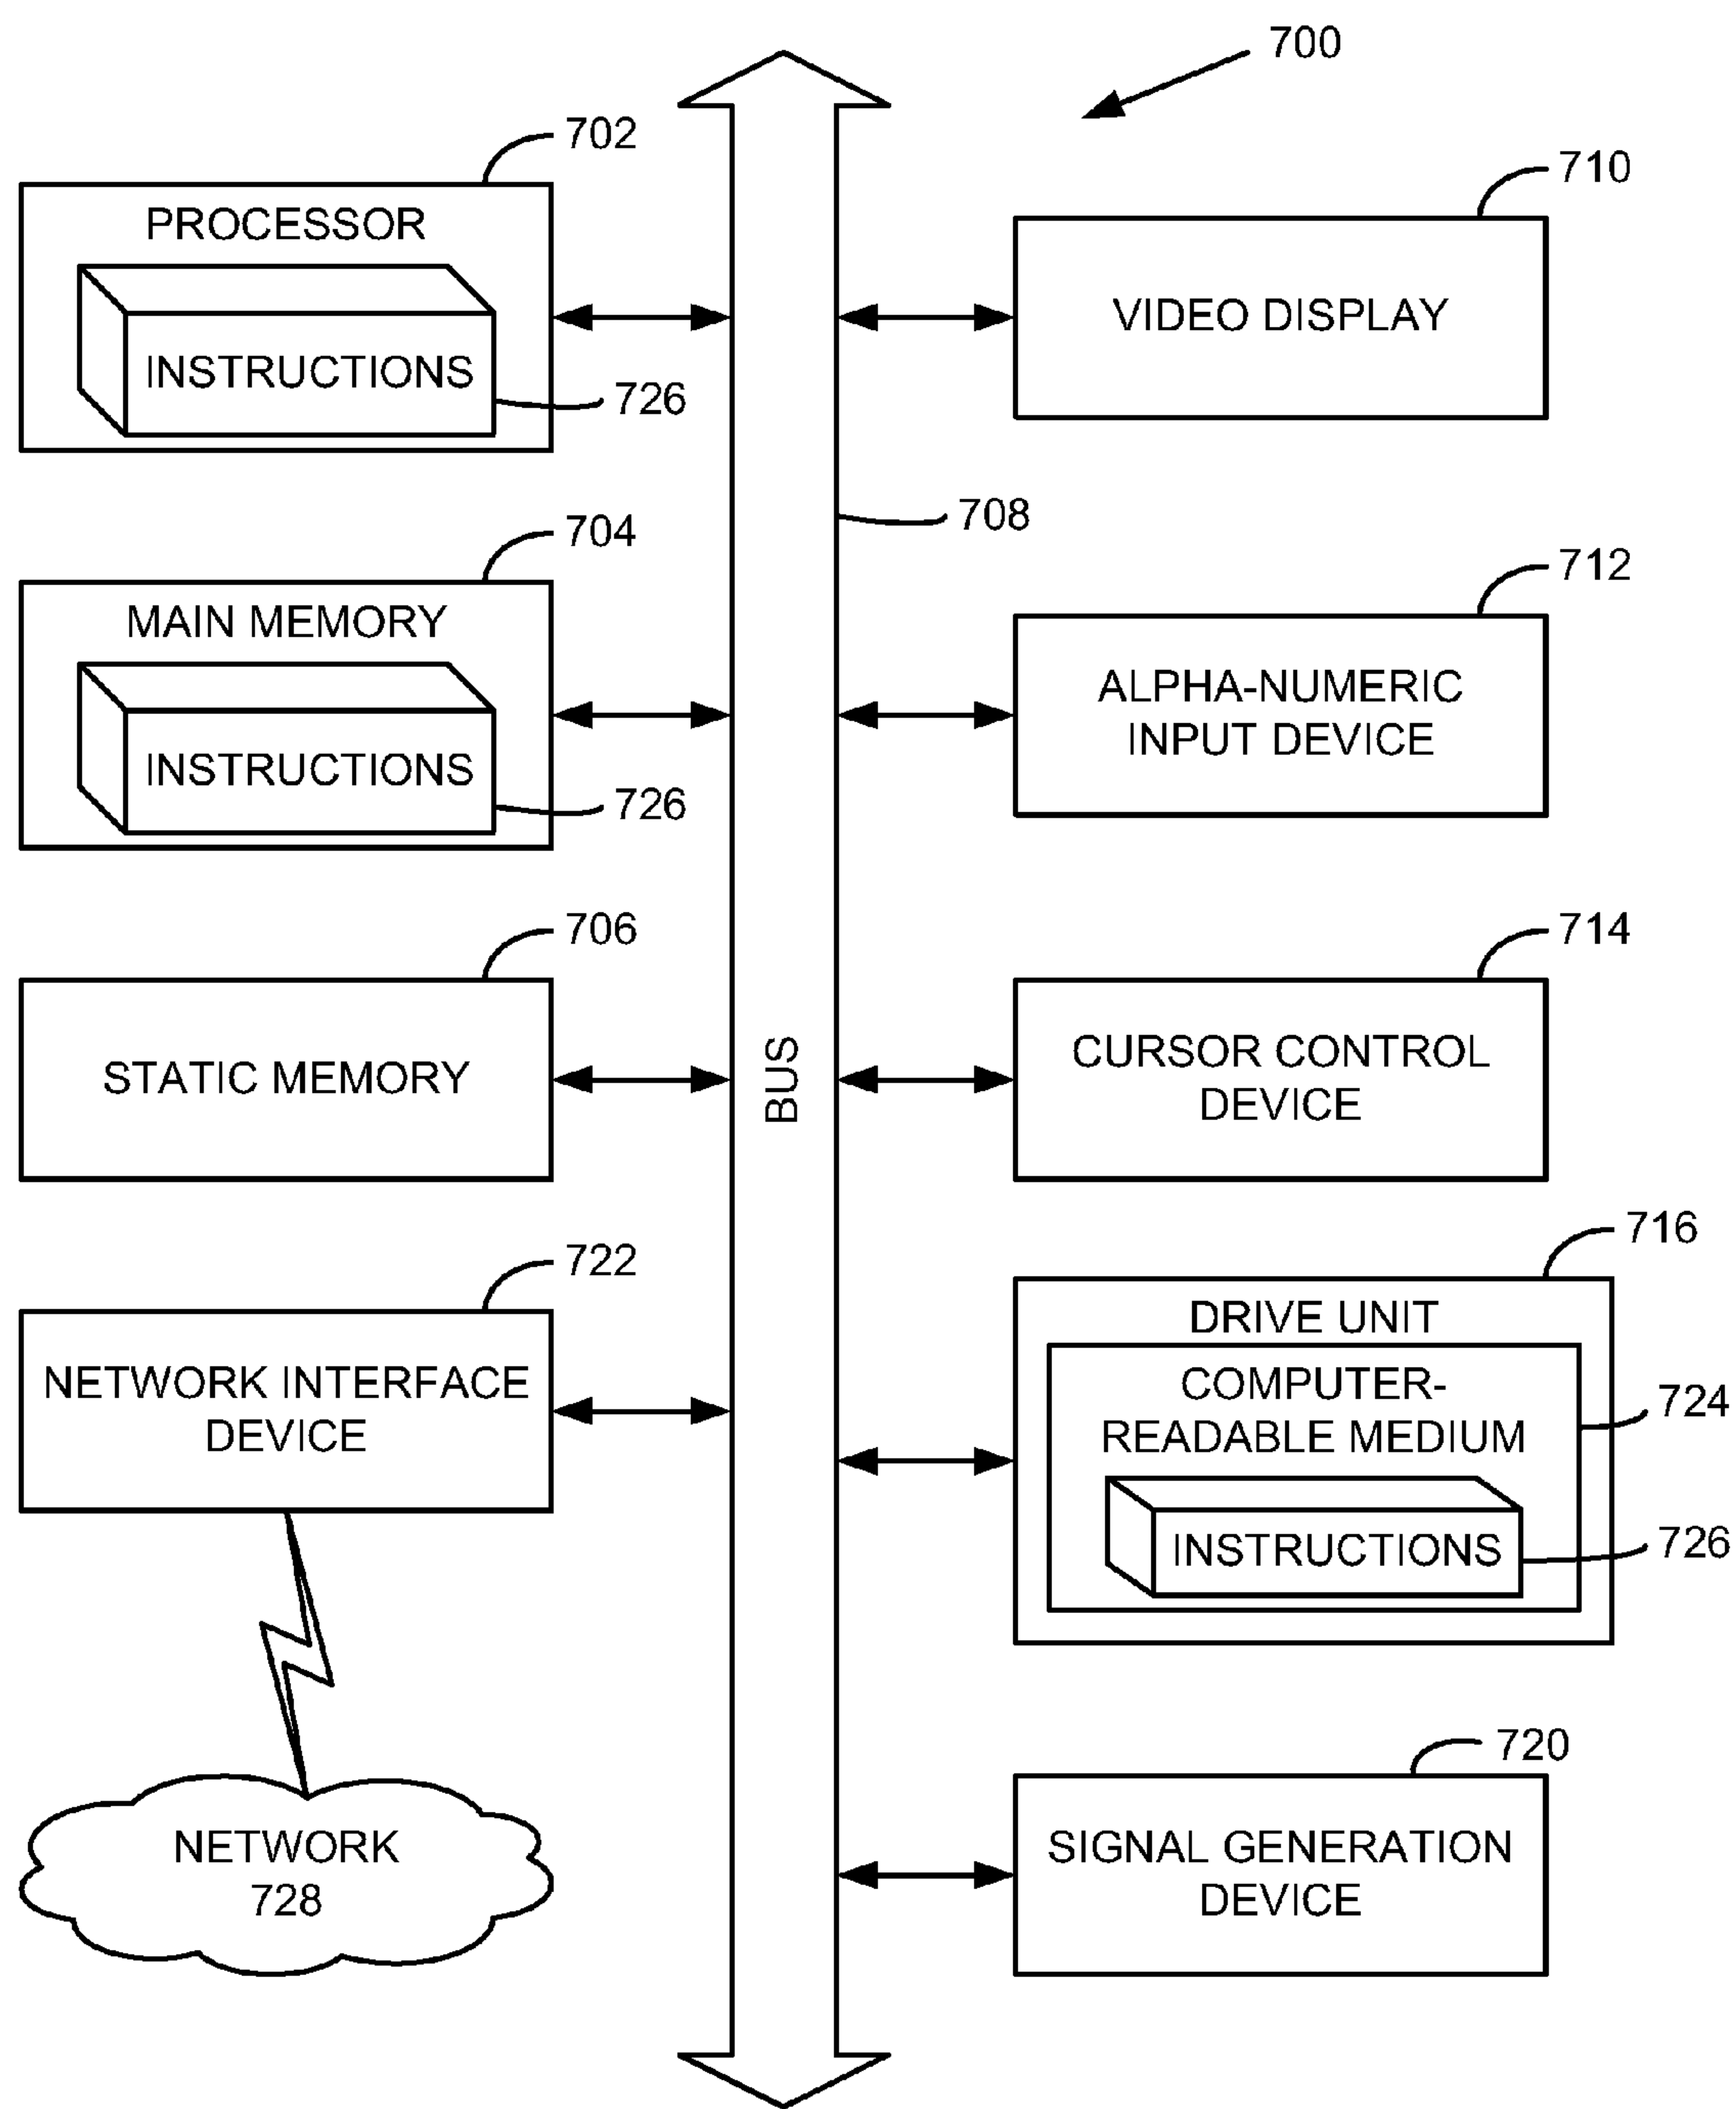 700
702
PROCESSOR
INSTRUCTIONS
726
710
VIDEO DISPLAY
708
704
MAIN MEMORY
INSTRUCTIONS
726
712
ALPHA-NUMERIC
INPUT DEVICE
706
STATIC MEMORY
BUS
714
CURSOR CONTROL
DEVICE
722
NETWORK INTERFACE
DEVICE
716
DRIVE UNIT
COMPUTER-
READABLE MEDIUM
724
INSTRUCTIONS
726
NETWORK
728
720
SIGNAL GENERATION
DEVICE